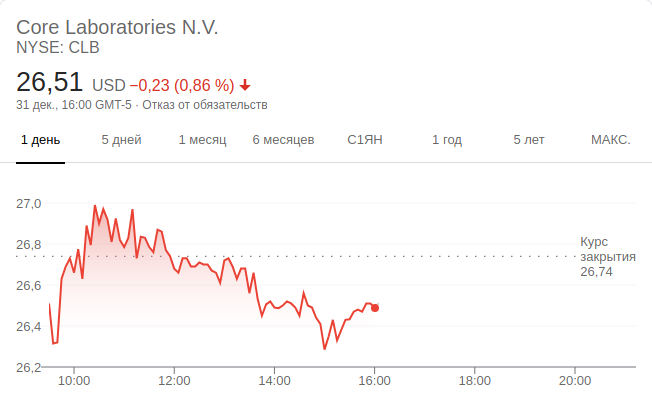 Core Laboratories N.V.
NYSE: CLB
26,51 USD −0,23 (0,86 %)
31 дек., 16:00 GMT-5 · Отказ от обязательств
1 день 5 дней 1 месяц 6 месяцев С1ЯН 1 год 5 лет МАКС.
27,0
26,8
26,6
26,4
26,2
Курс
закрытия
26,74
10:00 12:00 14:00 16:00 18:00 20:00